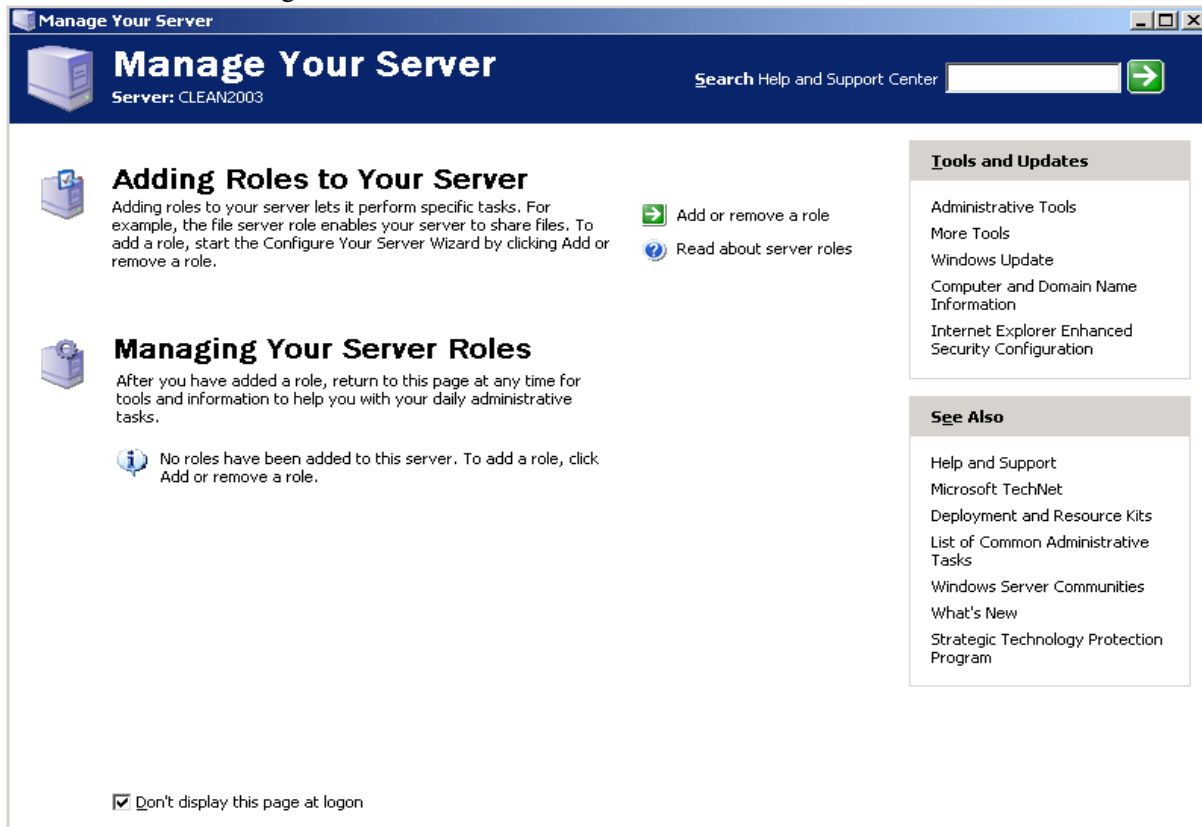 Manage Your Server
Manage Your Server
Server: CLEAN2003
Search Help and Support Center
Adding Roles to Your Server
Adding roles to your server lets it perform specific tasks. For
example, the file server role enables your server to share files. To
add a role, start the Configure Your Server Wizard by clicking Add or
remove a role.
Add or remove a role
Read about server roles
Managing Your Server Roles
After you have added a role, return to this page at any time for
tools and information to help you with your daily administrative
tasks.
No roles have been added to this server. To add a role, click
Add or remove a role.
Tools and Updates
Administrative Tools
More Tools
Windows Update
Computer and Domain Name
Information
Internet Explorer Enhanced
Security Configuration
See Also
Help and Support
Microsoft TechNet
Deployment and Resource Kits
List of Common Administrative
Tasks
Windows Server Communities
What's New
Strategic Technology Protection
Program
Don't display this page at logon